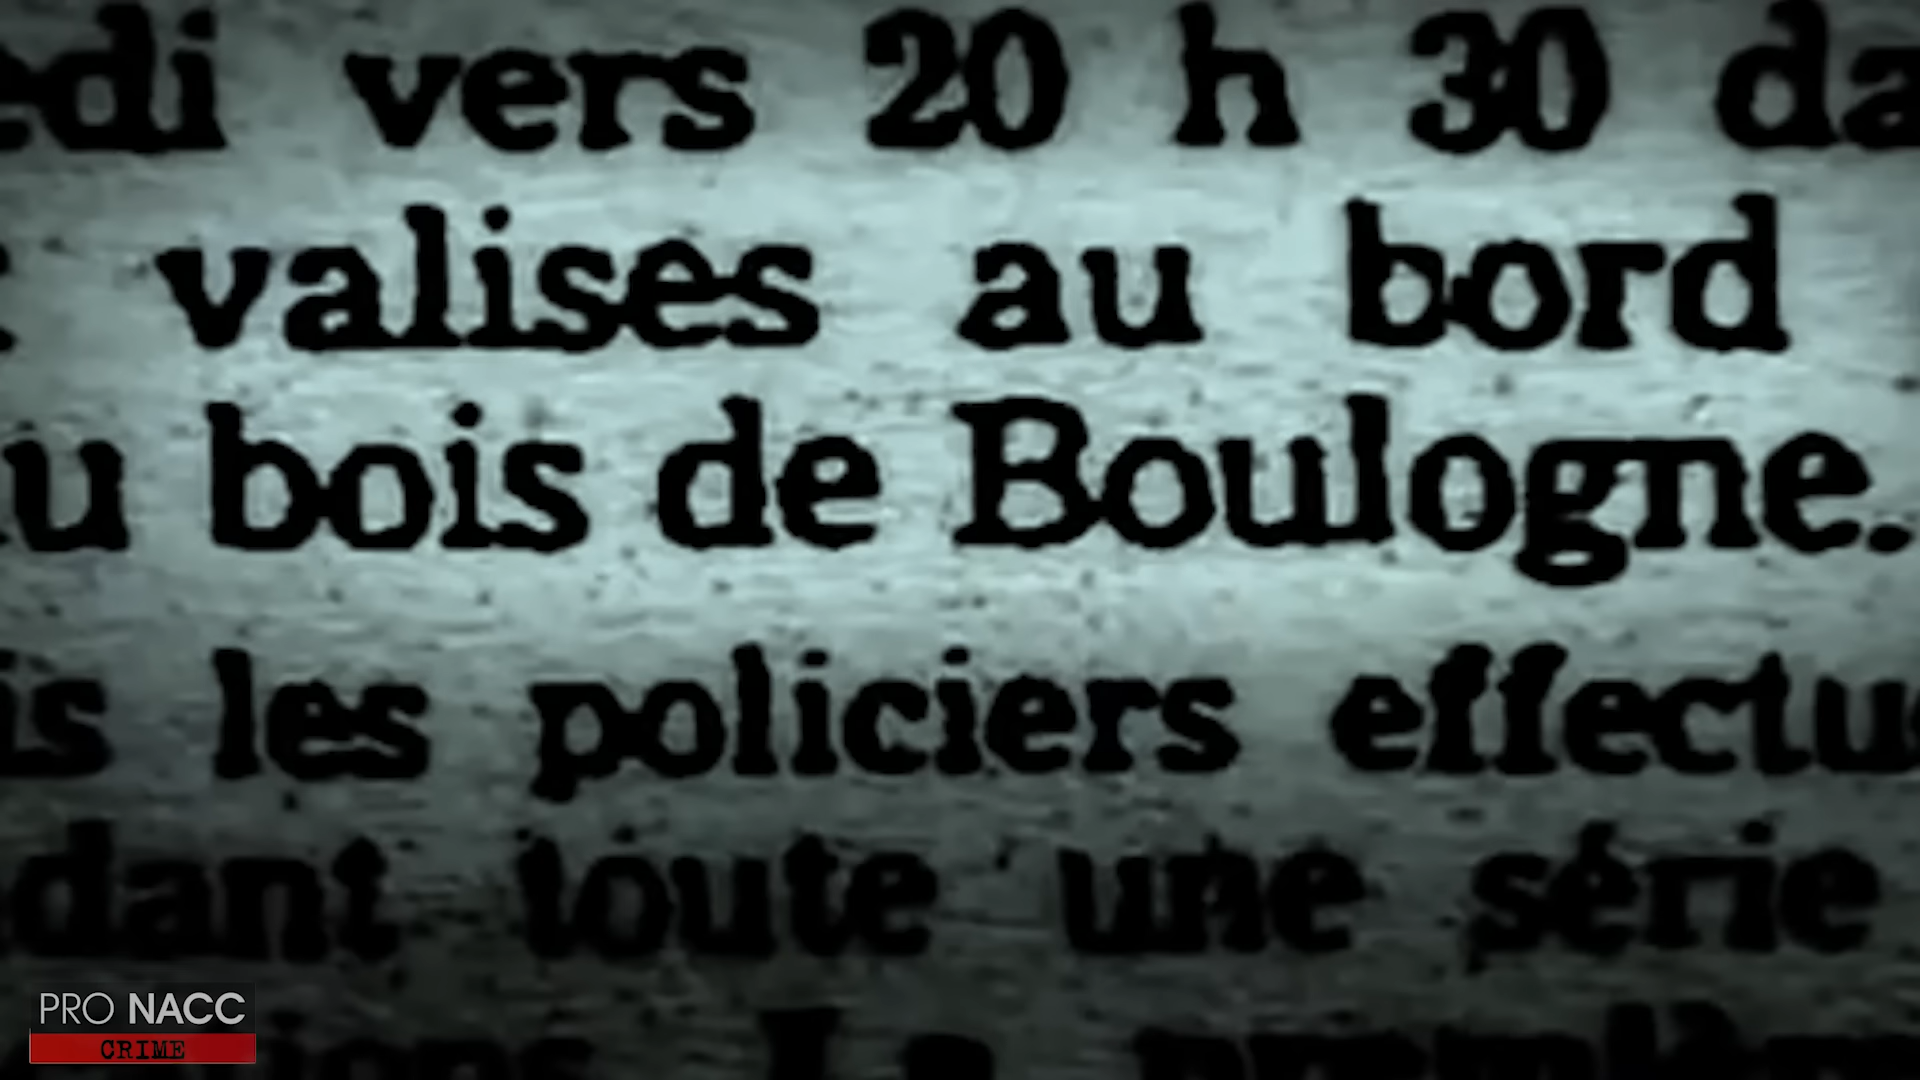 edi vers 20 h 30 da
valises au bord
u bois de Boulogne.
is les policiers effectu
dant toute une série
PRO NACC
CRIME